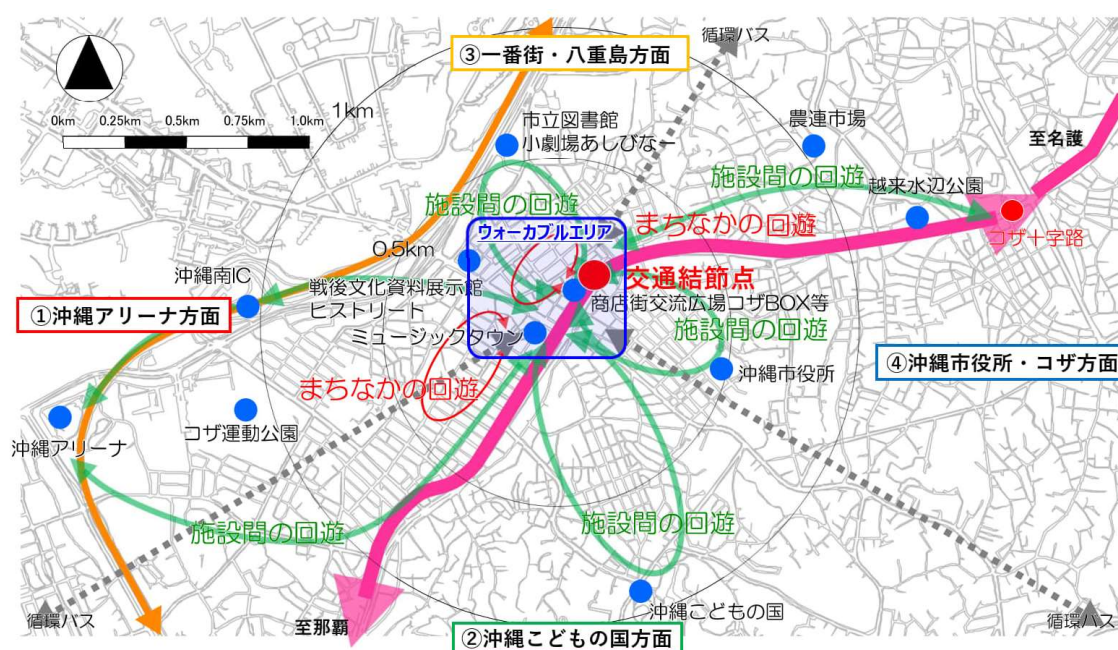 ③一番街・八重島方面
循環バス
1km
0km 0.25km 0.5km 0.75km 1.0km
市立図書館
小劇場あしびなー
農連市場
至名護
施設間の回遊
越来水辺公園
施設間の回遊
まちなかの回遊
コザ十字路
ウォーカブルエリア
0.5km
沖縄南IC
交通結節点
戦後文化資料展示館
ヒストリート
商店街交流広場コザBOX等
①沖縄アリーナ方面
ミュージックタウン
施設間の回遊
④沖縄市役所・コザ方面
沖縄市役所
まちなかの回遊
コザ運動公園
沖縄アリーナ
施設間の回遊
施設間の回遊
沖縄こどもの国
循環バス
循環バス
至那覇
②沖縄こどもの国方面